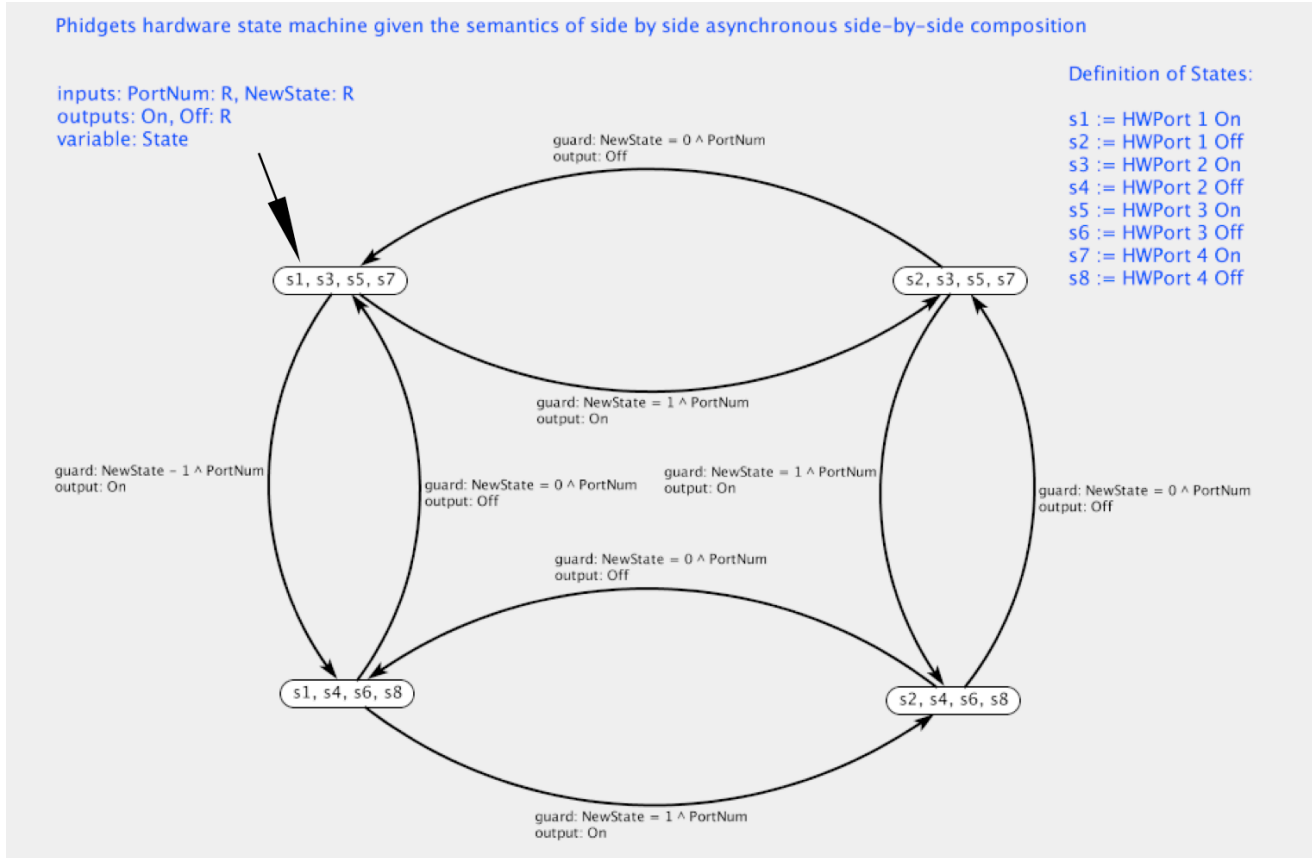 Phidgets hardware state machine given the semantics of side by side asynchronous side-by-side composition
Definition of States:
inputs: PortNum: R, NewState: R
outputs: On, Off: R
variable: State
s1 := HWPort 1 On
s2 := HWPort 1 Off
s3 := HWPort 2 On
s4 := HWPort 2 Off
s5 := HWPort 3 On
s6 := HWPort 3 Off
s7 := HWPort 4 On
s8 := HWPort 4 Off
guard: NewState = 0 ^ PortNum
output: Off
s1, s3, s5, s7
s2, s3, s5, s7
guard: NewState = 1 ^ PortNum
output: On
guard: NewState - 1 ^ PortNum
output: On
guard: NewState = 0 ^ PortNum
output: Off
guard: NewState = 1 ^ PortNum
output: On
guard: NewState = 0 ^ PortNum
output: Off
guard: NewState = 0 ^ PortNum
output: Off
s1, s4, s6, s8
s2, s4, s6, s8
guard: NewState = 1 ^ PortNum
output: On